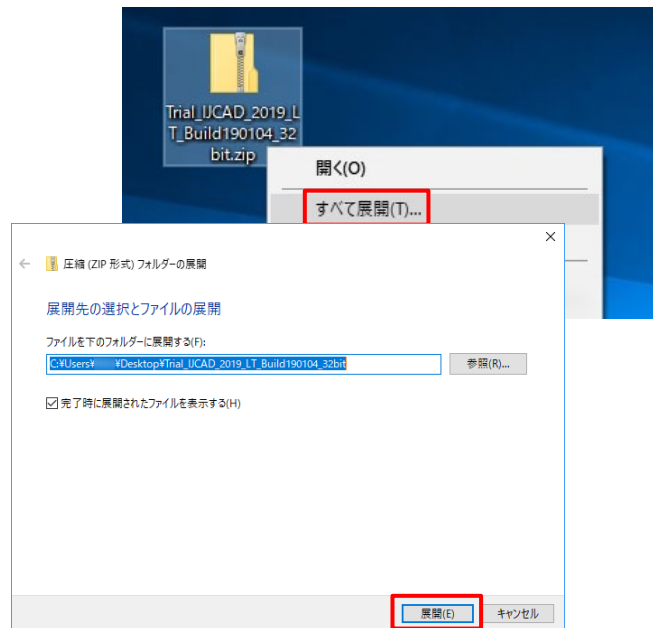 Trial_IJCAD_2019_L
T_Build190104_32
bit.zip
開く(O)
すべて展開(T)...
圧縮 (ZIP 形式) フォルダーの展開
展開先の選択とファイルの展開
ファイルを下のフォルダーに展開する(F):
C:¥Users¥ ¥Desktop¥Trial_IJCAD_2019_LT_Build190104_32bit
参照(R)...
完了時に展開されたファイルを表示する(H)
展開(E)
キャンセル